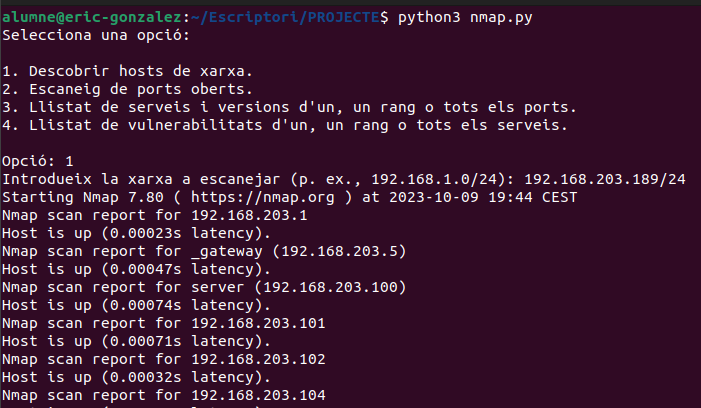 alumne@eric-gonzalez:~/Escriptori/PROJECTE$ python3 nmap.py
Selecciona una opció:
1. Descobrir hosts de xarxa.
2. Escaneig de ports oberts.
3. Llistat de serveis i versions d'un, un rang o tots els ports.
4. Llistat de vulnerabilitats d'un, un rang o tots els serveis.
Opció: 1
Introdueix la xarxa a escanejar (p. ex., 192.168.1.0/24): 192.168.203.189/24
Starting Nmap 7.80 ( https://nmap.org ) at 2023-10-09 19:44 CEST
Nmap scan report for 192.168.203.1
Host is up (0.00023s latency).
Nmap scan report for _gateway (192.168.203.5)
Host is up (0.00047s latency).
Nmap scan report for server (192.168.203.100)
Host is up (0.00074s latency).
Nmap scan report for 192.168.203.101
Host is up (0.00071s latency).
Nmap scan report for 192.168.203.102
Host is up (0.00032s latency).
Nmap scan report for 192.168.203.104